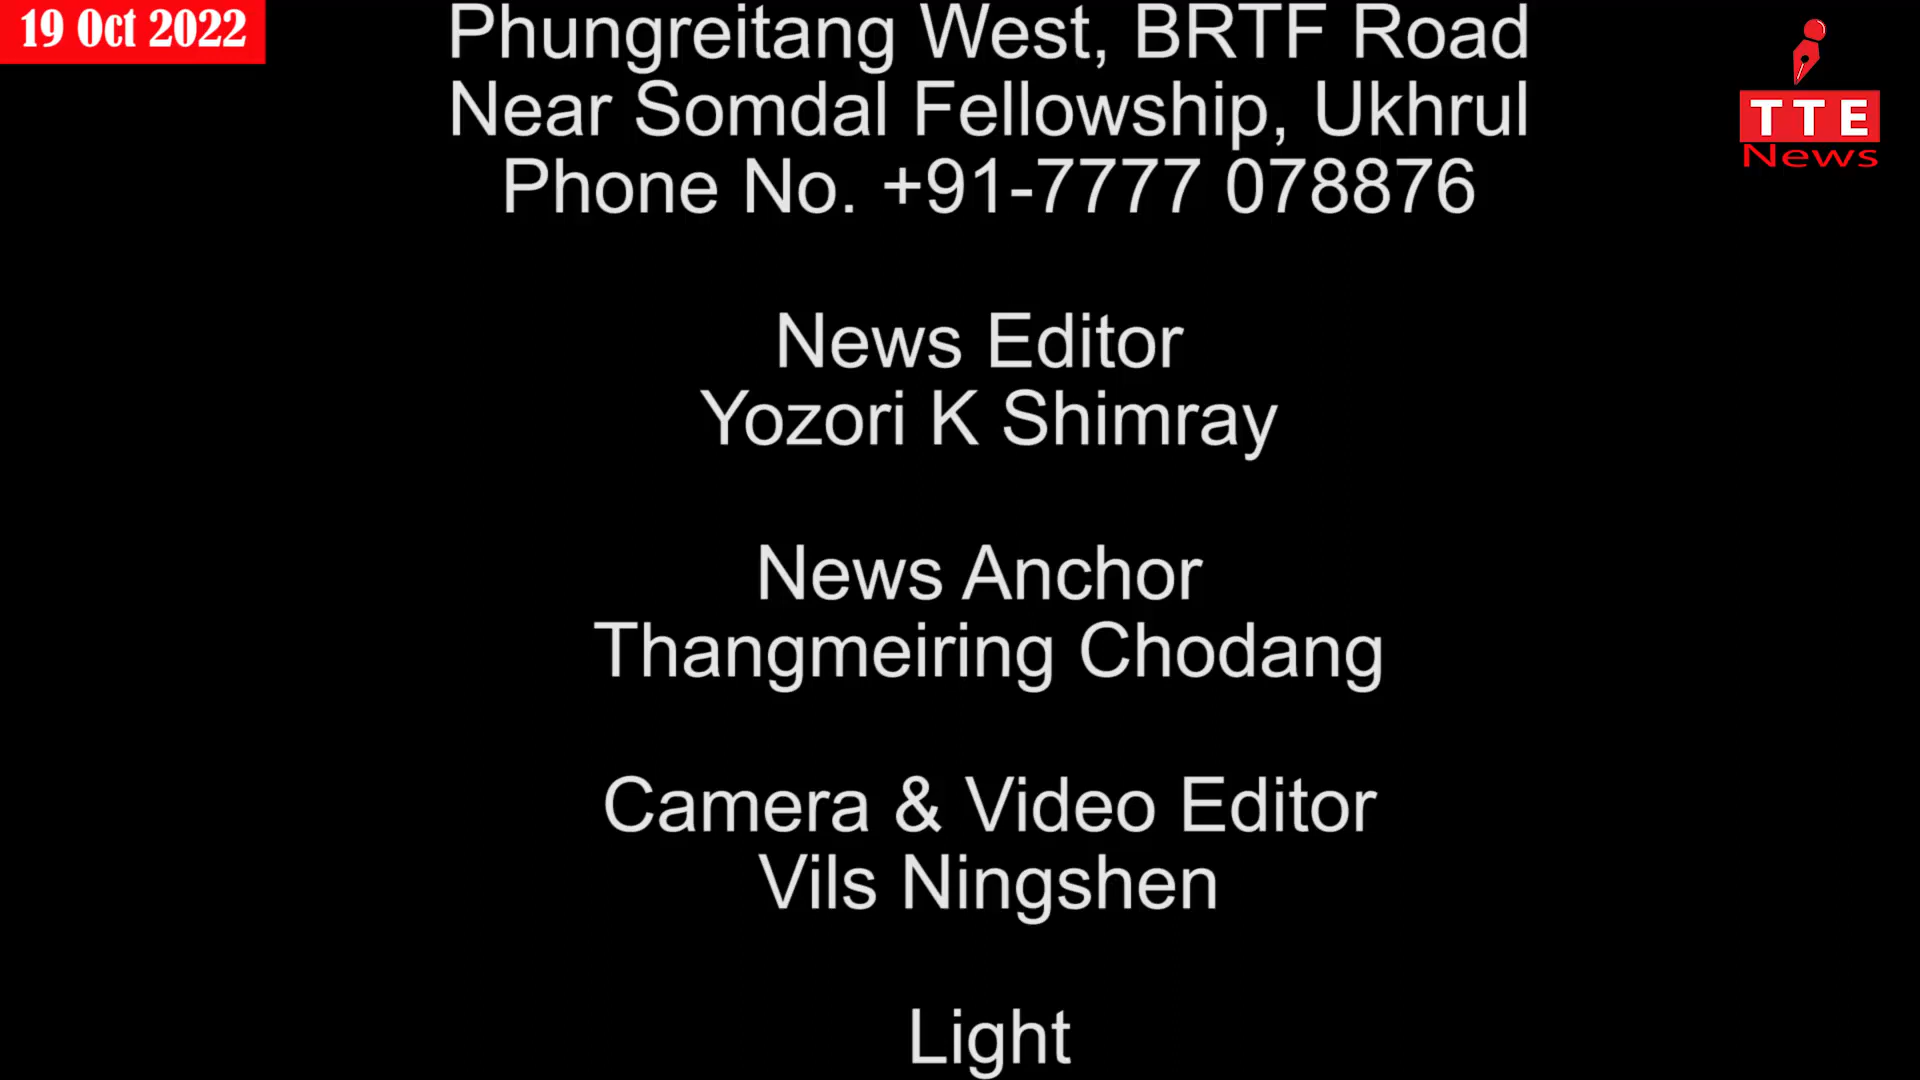 19 Oct 2022
Phungreitang West, BRTF Road
Near Somdal Fellowship, Ukhrul
Phone No. +91-7777 078876
News Editor
Yozori K Shimray
News Anchor
Thangmeiring Chodang
Camera & Video Editor
Vils Ningshen
Light
TTE
News